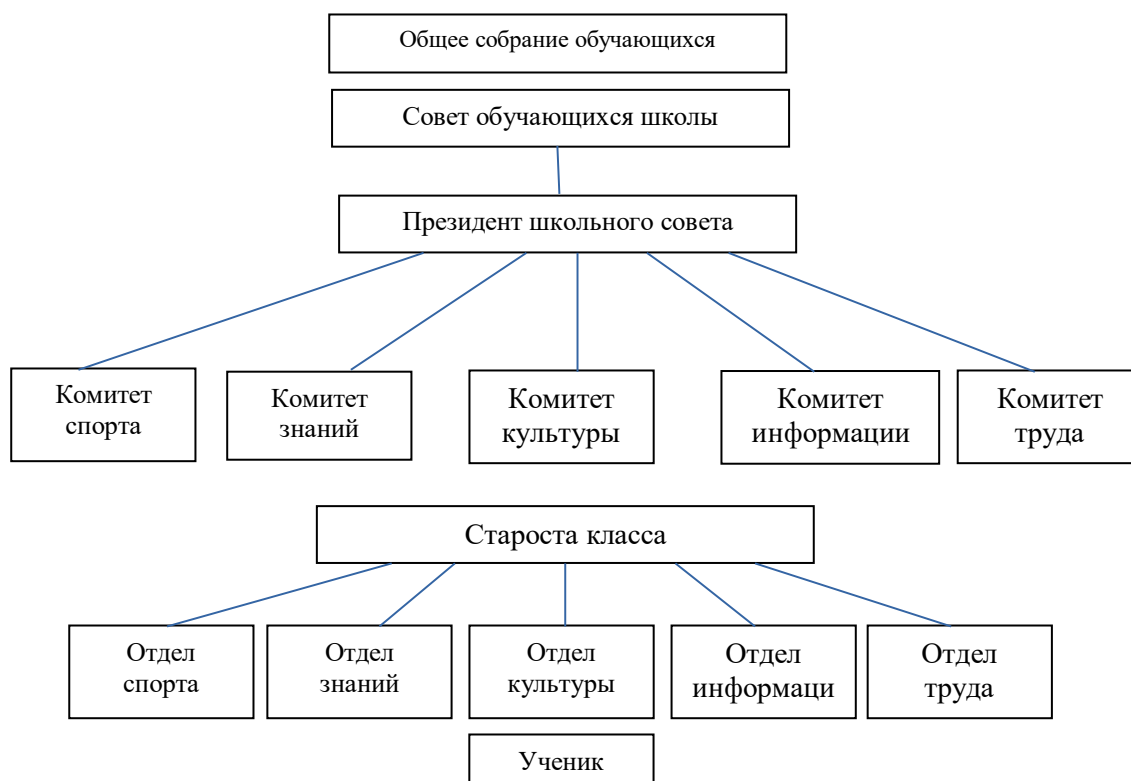 Общее собрание обучающихся
Совет обучающихся школы
Президент школьного совета
Комитет
спорта
Комитет
знаний
Комитет
культуры
Комитет
информации
Комитет
труда
Староста класса
Отдел
спорта
Отдел
знаний
Отдел
культуры
Отдел
информаци
Отдел
труда
Ученик